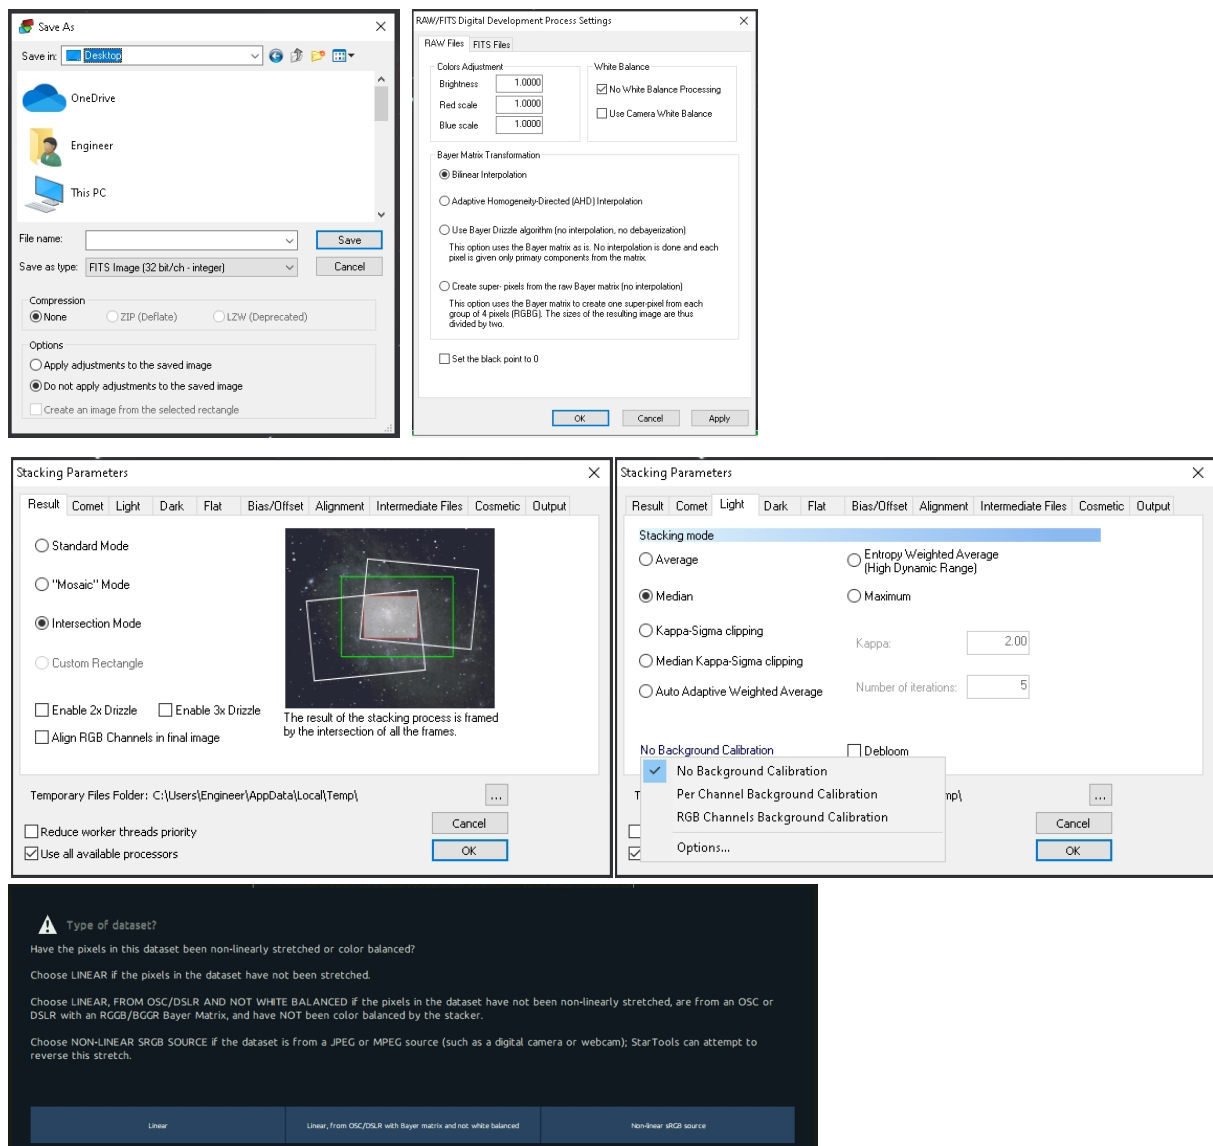 Save As
Save in: Desktop
OneDrive
Engineer
This PC
File name:
Save
Save as type: FITS Image (32 bit/ch - integer)
Cancel
Compression
None
ZIP (Deflate)
LZW (Deprecated)
Options
Apply adjustments to the saved image
Do not apply adjustments to the saved image
Create an image from the selected rectangle
RAW/FITS Digital Development Process Settings
RAW Files FITS Files
Colors Adjustment
Brightness 1.0000
Red scale 1.0000
Blue scale 1.0000
White Balance
No White Balance Processing
Use Camera White Balance
Bayer Matrix Transformation
Bilinear Interpolation
Adaptive Homogeneity-Directed (AHD) Interpolation
Use Bayer Drizzle algorithm (no interpolation, no debayerization)
This option uses the Bayer matrix as is. No interpolation is done and each
pixel is given only primary components from the matrix.
Create super- pixels from the raw Bayer matrix (no interpolation)
This option uses the Bayer matrix to create one super-pixel from each
group of 4 pixels (RGBG). The sizes of the resulting image are thus
divided by two.
Set the black point to 0
OK Cancel Apply
Stacking Parameters
Result Comet Light Dark Flat Bias/Offset Alignment Intermediate Files Cosmetic Output
Standard Mode
"Mosaic" Mode
Intersection Mode
Custom Rectangle
Enable 2x Drizzle Enable 3x Drizzle
Align RGB Channels in final image
The result of the stacking process is framed
by the intersection of all the frames.
Temporary Files Folder: C:\Users\Engineer\AppData\Local\Temp\ ...
Reduce worker threads priority
Use all available processors
Cancel
OK
Stacking Parameters
Result Comet Light Dark Flat Bias/Offset Alignment Intermediate Files Cosmetic Output
Stacking mode
Average
Median
Kappa-Sigma clipping
Median Kappa-Sigma clipping
Auto Adaptive Weighted Average
Entropy Weighted Average
(High Dynamic Range)
Maximum
Kappa: 2.00
Number of iterations: 5
No Background Calibration
Debloom
No Background Calibration
Per Channel Background Calibration
RGB Channels Background Calibration
Options...
T
mp\ ...
Cancel
OK
Type of dataset?
Have the pixels in this dataset been non-linearly stretched or color balanced?
Choose LINEAR if the pixels in the dataset have not been stretched.
Choose LINEAR, FROM OSC/DSLR AND NOT WHITE BALANCED if the pixels in the dataset have not been non-linearly stretched, are from an OSC or
DSLR with an RGGB/BGGR Bayer Matrix, and have NOT been color balanced by the stacker.
Choose NON-LINEAR SRGB SOURCE if the dataset is from a JPEG or MPEG source (such as a digital camera or webcam); StarTools can attempt to
reverse this stretch.
Linear
Linear, from OSC/DSLR with Bayer matrix and not white balanced
Non-linear sRGB source